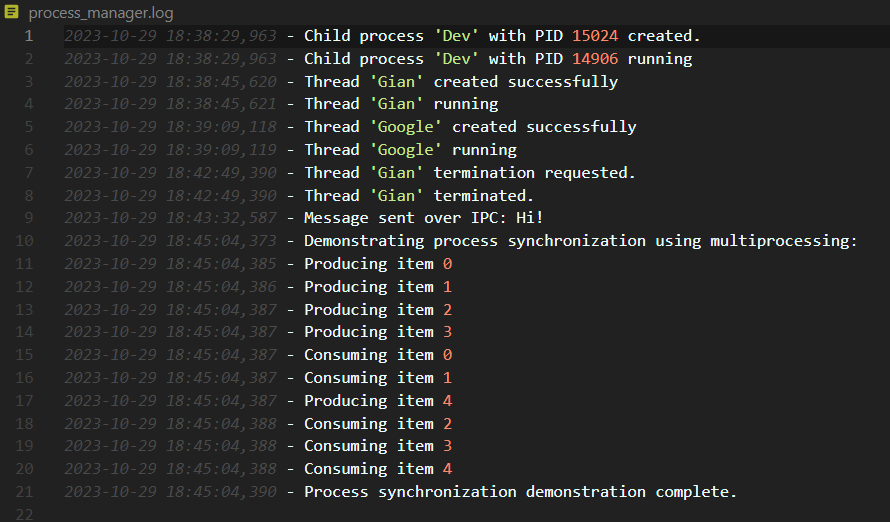 process_manager.log
1 2023-10-29 18:38:29,963 - Child process 'Dev' with PID 15024 created.
2 2023-10-29 18:38:29,963 - Child process 'Dev' with PID 14906 running
3 2023-10-29 18:38:45,620 - Thread 'Gian' created successfully
4 2023-10-29 18:38:45,621 - Thread 'Gian' running
5 2023-10-29 18:39:09,118 - Thread 'Google' created successfully
6 2023-10-29 18:39:09,119 - Thread 'Google' running
7 2023-10-29 18:42:49,390 - Thread 'Gian' termination requested.
8 2023-10-29 18:42:49,390 - Thread 'Gian' terminated.
9 2023-10-29 18:43:32,587 - Message sent over IPC: Hi!
10 2023-10-29 18:45:04,373 - Demonstrating process synchronization using multiprocessing:
11 2023-10-29 18:45:04,385 - Producing item 0
12 2023-10-29 18:45:04,386 - Producing item 1
13 2023-10-29 18:45:04,387 - Producing item 2
14 2023-10-29 18:45:04,387 - Producing item 3
15 2023-10-29 18:45:04,387 - Consuming item 0
16 2023-10-29 18:45:04,387 - Consuming item 1
17 2023-10-29 18:45:04,387 - Producing item 4
18 2023-10-29 18:45:04,388 - Consuming item 2
19 2023-10-29 18:45:04,388 - Consuming item 3
20 2023-10-29 18:45:04,388 - Consuming item 4
21 2023-10-29 18:45:04,390 - Process synchronization demonstration complete.
22